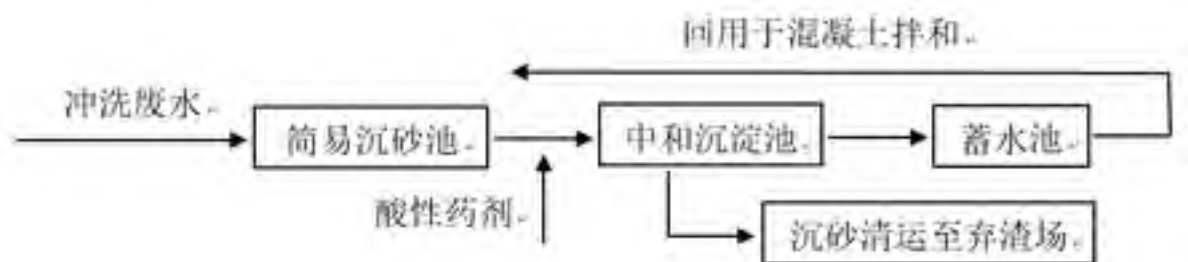 回用于混凝土拌和
冲洗废水
简易沉砂池
中和沉淀池
蓄水池
酸性药剂
沉砂清运至弃渣场